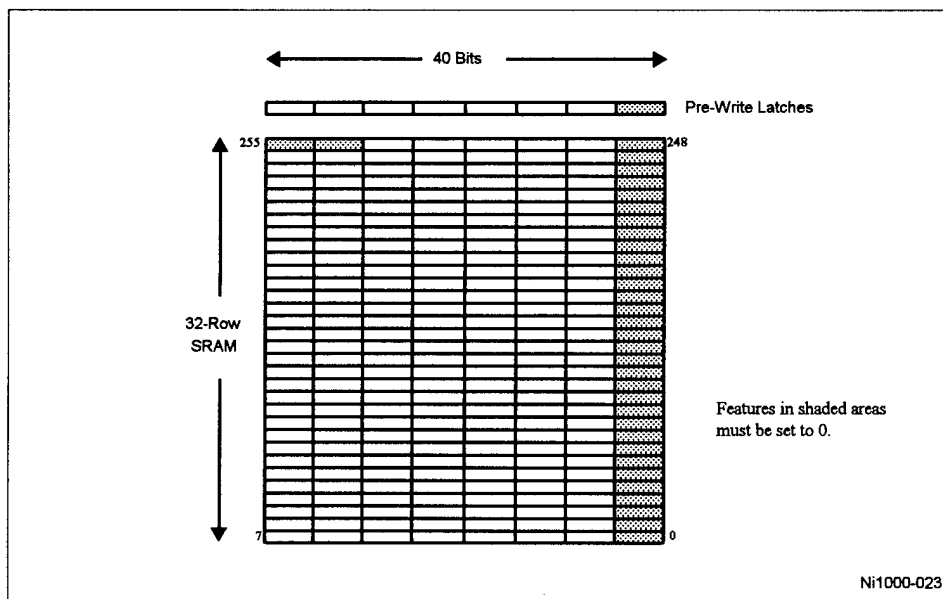 40 Bits
Pre-Write Latches
255
248
32-Row
SRAM
Features in shaded areas
must be set to 0.
7
0
Ni1000-023